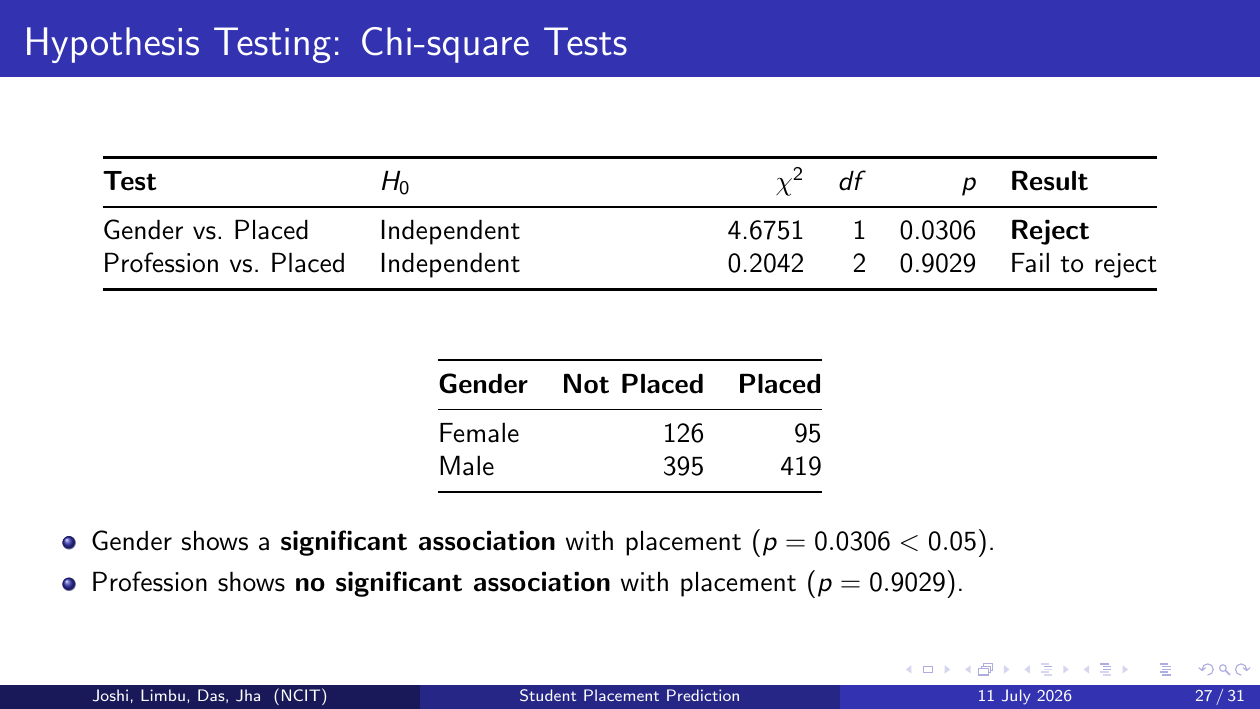 Hypothesis Testing: Chi-square Tests
Test H₀ χ² df p Result
Gender vs. Placed Independent 4.6751 1 0.0306 Reject
Profession vs. Placed Independent 0.2042 2 0.9029 Fail to reject
Gender Not Placed Placed
Female 126 95
Male 395 419
Gender shows a significant association with placement (p = 0.0306 < 0.05).
Profession shows no significant association with placement (p = 0.9029).
Joshi, Limbu, Das, Jha (NCIT) Student Placement Prediction 11 July 2026 27 / 31